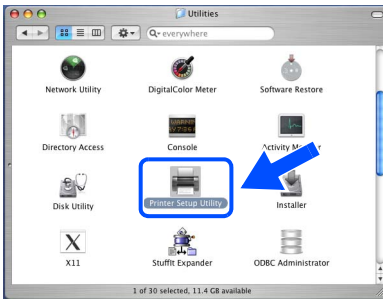 Utilities
everywhere
Network Utility
DigitalColor Meter
Software Restore
Directory Access
Console
Activity Monitor
Disk Utility
Printer Setup Utility
Installer
X11
StuffIt Expander
ODBC Administrator
1 of 30 selected, 11.4 GB available